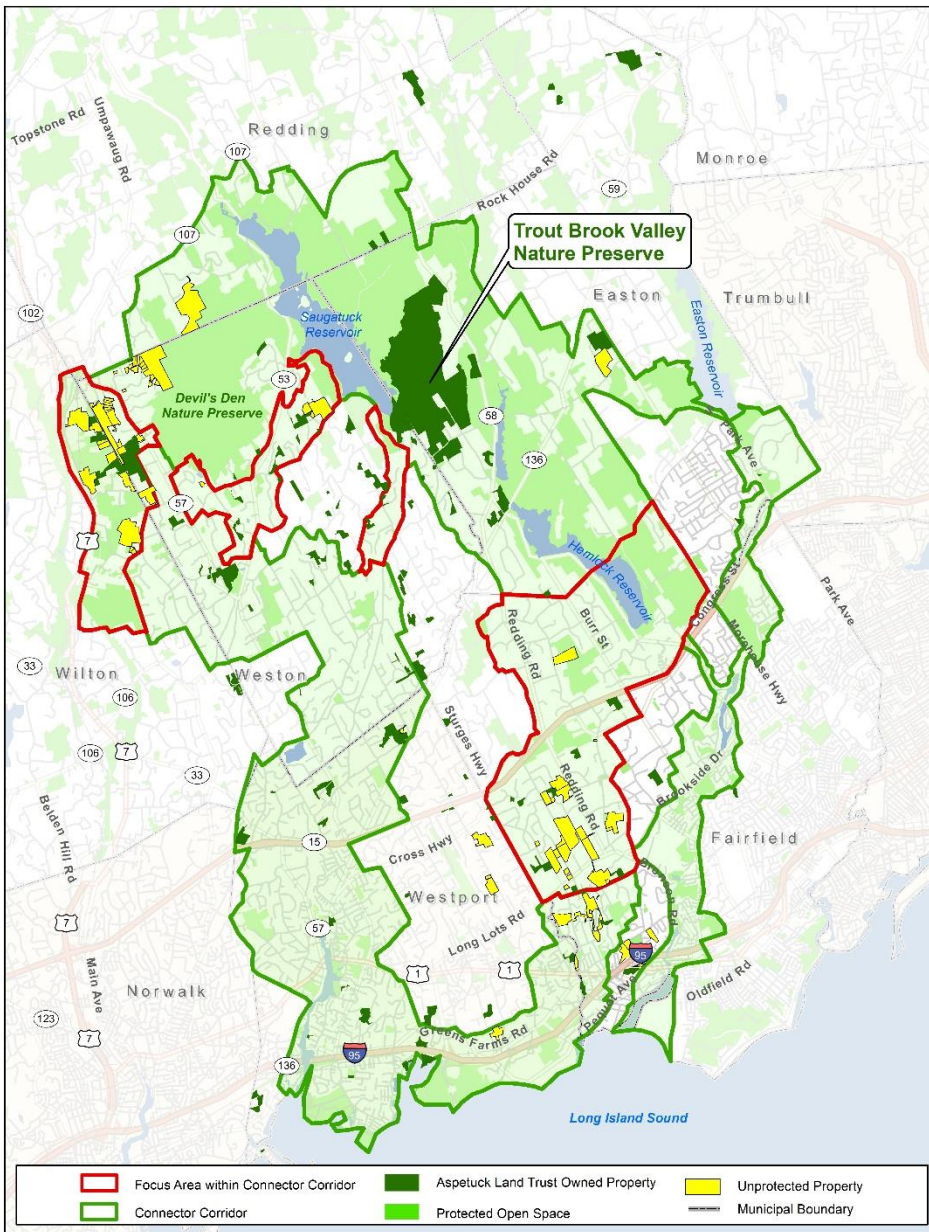 Topstone Rd
Umpawaug Rd
Redding
107
Monroe
Rock House Rd
59
107
Trout Brook Valley
Nature Preserve
102
Easton
Trumbull
Saugatuck
Reservoir
Easton Reservoir
53
Devil's Den
Nature Preserve
58
Park Ave
136
57
7
Hemlock Reservoir
Congress St
Park Ave
Redding Rd
Burr St
Morehouse Hwy
33
Wilton
Weston
106
Sturges Hwy
7
106
33
Redding Rd
Brookside Dr
Belden Hill Rd
15
Fairfield
Cross Hwy
Westport
Bronson Rd
7
57
Long Lots Rd
95
Main Ave
1
1
Oldfield Rd
Norwalk
Pequot Ave
123
Greens Farms Rd
7
95
136
Long Island Sound
Focus Area within Connector Corridor
Aspetuck Land Trust Owned Property
Unprotected Property
Connector Corridor
Protected Open Space
Municipal Boundary